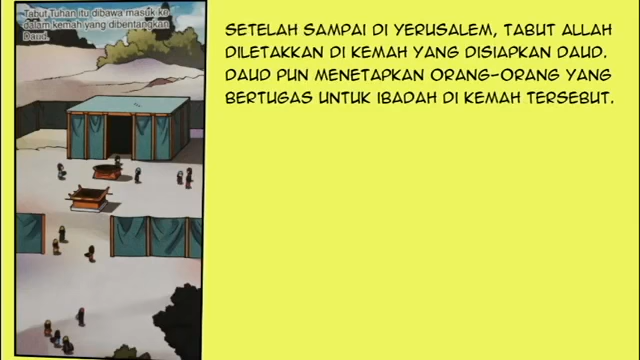 Tabut Tuhan itu dibawa masuk ke
dalam kemah yang dibentangkan
Daud.
SETELAH SAMPAI DI YERUSALEM, TABUT ALLAH
DILETAKKAN DI KEMAH YANG DISIAPKAN DAUD.
DAUD PUN MENETAPKAN ORANG-ORANG YANG
BERTUGAS UNTUK IBADAH DI KEMAH TERSEBUT.